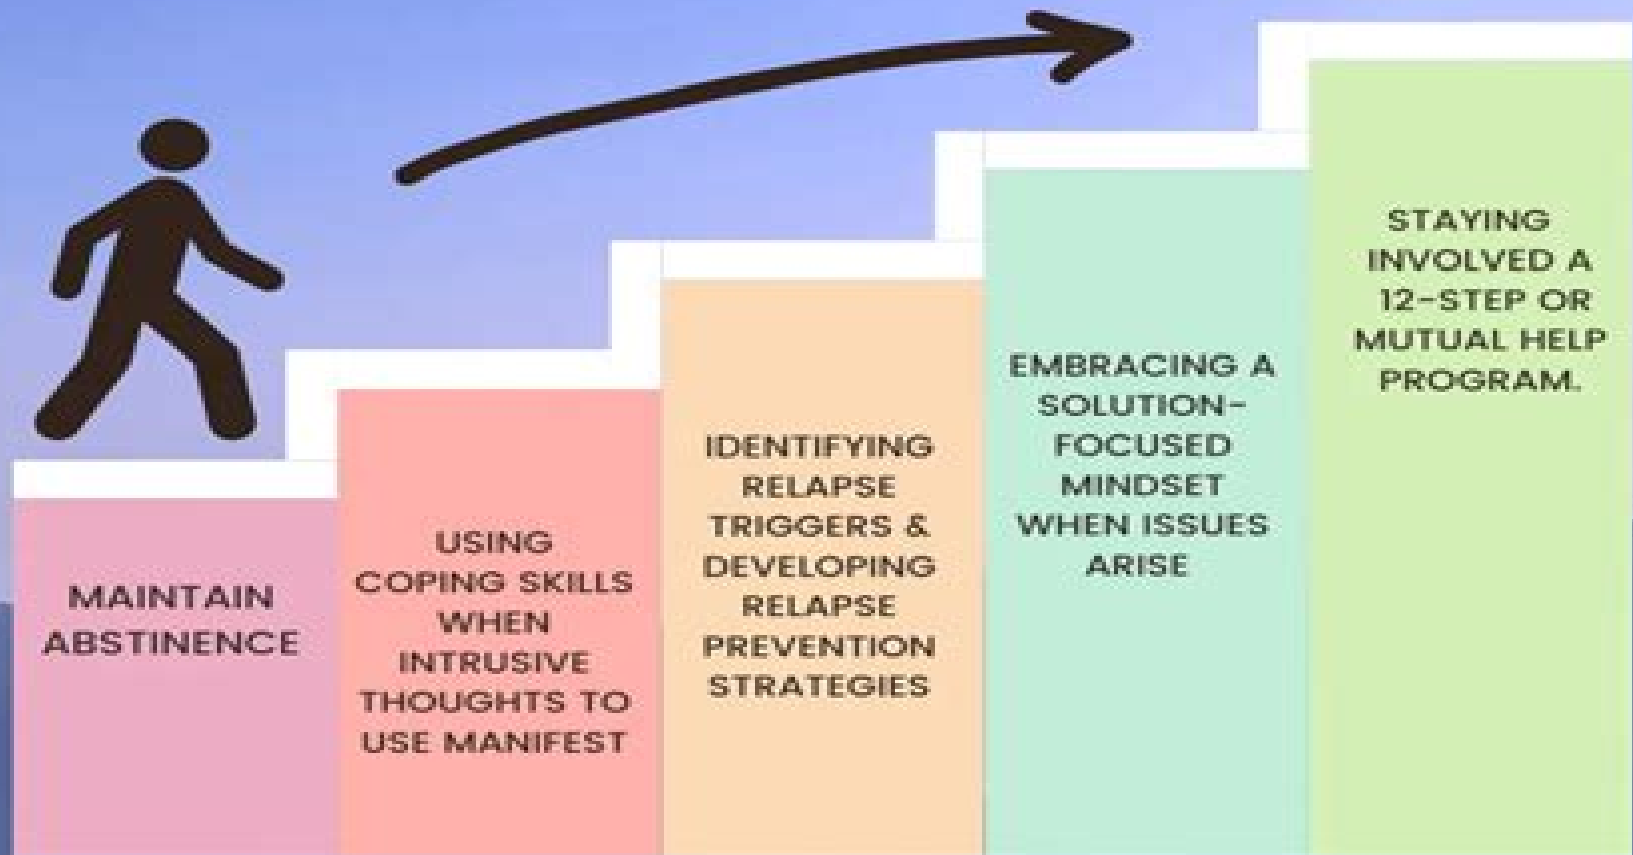 MAINTAIN
ABSTINENCE
USING
COPING SKILLS
WHEN
INTRUSIVE
THOUGHTS TO
USE MANIFEST
IDENTIFYING
RELAPSE
TRIGGERS &
DEVELOPING
RELAPSE
PREVENTION
STRATEGIES
EMBRACING A
SOLUTION-
FOCUSED
MINDSET
WHEN ISSUES
ARISE
STAYING
INVOLVED A
12-STEP OR
MUTUAL HELP
PROGRAM.